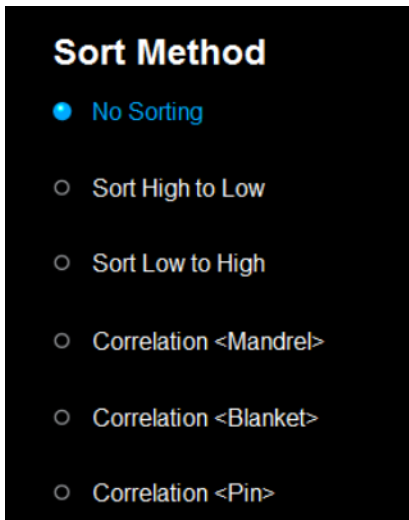 Sort Method
No Sorting
Sort High to Low
Sort Low to High
Correlation <Mandrel>
Correlation <Blanket>
Correlation <Pin>